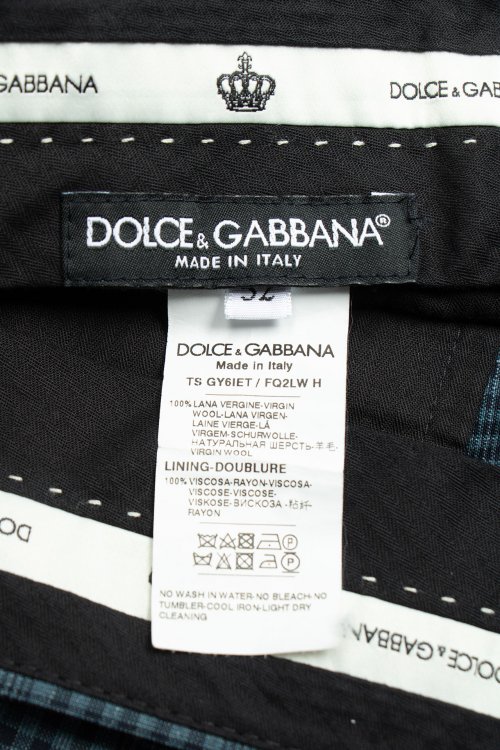 GABBANA
DOLCE & GAB
DOLCE & GABBANA®
MADE IN ITALY
32
DOLCE & GABBANA
Made in Italy
TS GY6IET / FQ2LW H
100% LANA VERGINE-VIRGIN
WOOL-LANA VIRGEN-
LAINE VIERGE-LÃ
VIRGEM-SCHURWOLLE-
НАТУРАЛЬНАЯ ШЕРСТЬ-羊毛-
VIRGIN WOOL
LINING-DOUBLURE
100% VISCOSA-RAYON-VISCOSA-
VISCOSE-VISCOSE-
VISKOSE-ВИСКОЗА -粘纤-
RAYON
P
P
NO WASH IN WATER-NO BLEACH-NO
TUMBLER-COOL IRON-LIGHT DRY
CLEANING
DO
GABBANA
DOLCE & G